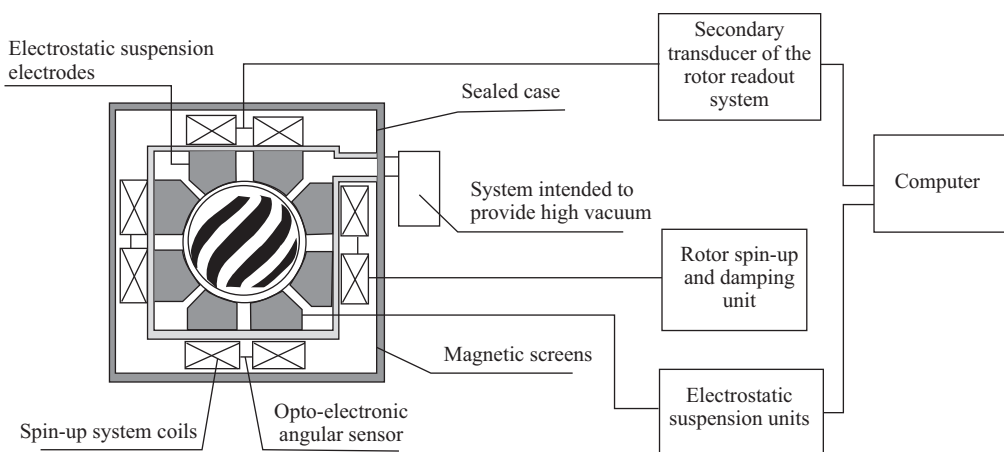 Electrostatic suspension
electrodes
Sealed case
Secondary
transducer of the
rotor readout
system
System intended to
provide high vacuum
Computer
Rotor spin-up
and damping
unit
Magnetic screens
Spin-up system coils
Opto-electronic
angular sensor
Electrostatic
suspension units